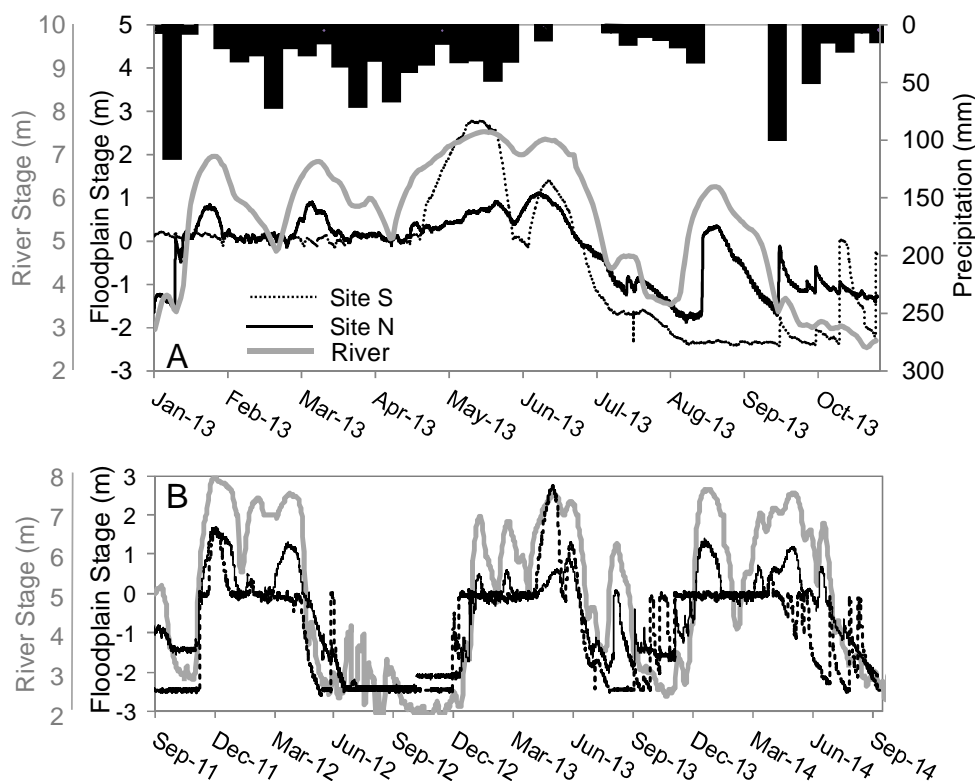 10
9
8
7
6
5
4
3
2
River Stage (m)
5
4
3
2
1
0
-1
-2
-3
Floodplain Stage (m)
0
50
100
150
200
250
300
Precipitation (mm)
Site S
Site N
River
A
Jan-13
Feb-13
Mar-13
Apr-13
May-13
Jun-13
Jul-13
Aug-13
Sep-13
Oct-13
8
7
6
5
4
3
2
River Stage (m)
3
2
1
0
-1
-2
-3
Floodplain Stage (m)
B
Sep-11
Dec-11
Mar-12
Jun-12
Sep-12
Dec-12
Mar-13
Jun-13
Sep-13
Dec-13
Mar-14
Jun-14
Sep-14